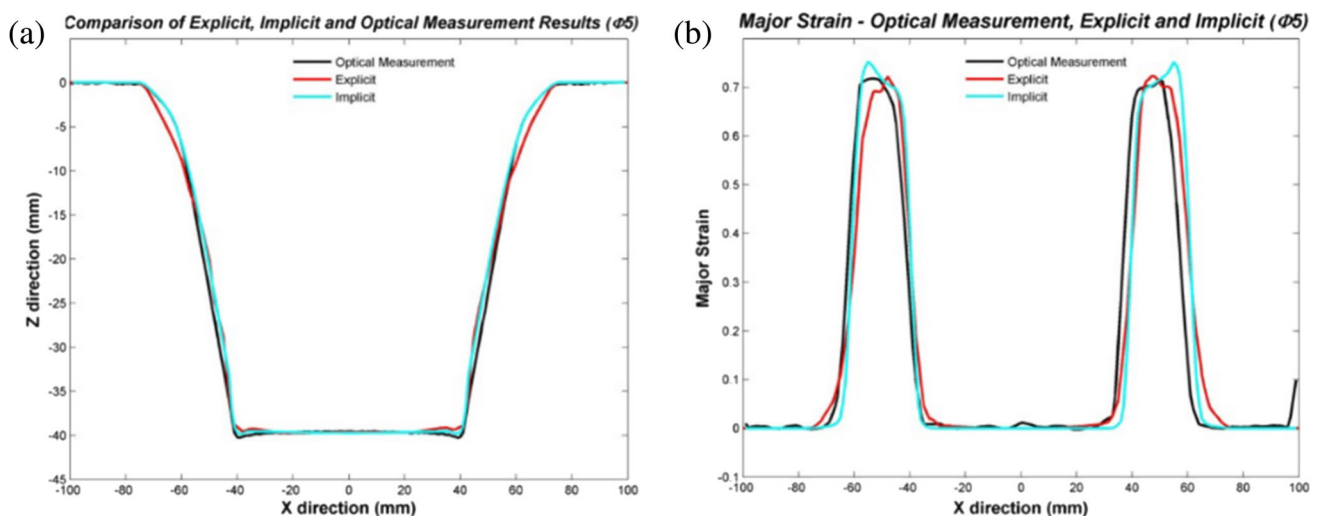 (a)
Comparison of Explicit, Implicit and Optical Measurement Results (Φ5)
Optical Measurement
Explicit
Implicit
Z direction (mm)
5
0
-5
-10
-15
-20
-25
-30
-35
-40
-45
-100 -80 -60 -40 -20 0 20 40 60 80 100
X direction (mm)
(b)
Major Strain - Optical Measurement, Explicit and Implicit (Φ5)
Optical Measurement
Explicit
Implicit
Major Strain
0.7
0.6
0.5
0.4
0.3
0.2
0.1
0
-0.1
-100 -80 -60 -40 -20 0 20 40 60 80 100
X direction (mm)